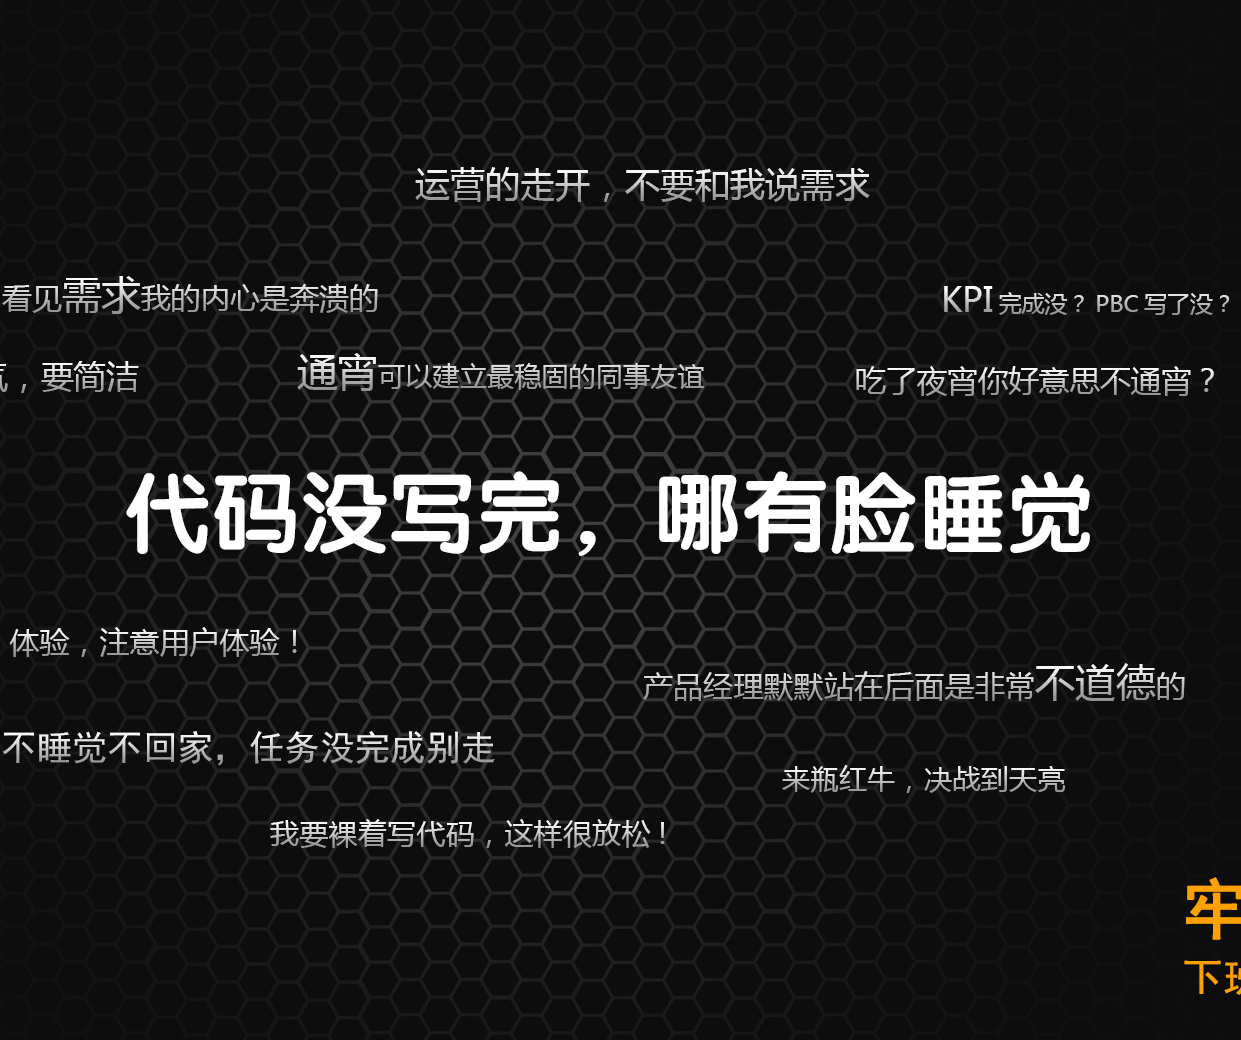 运营的走开，不要和我说需求
看见需求我的内心是奔溃的
KPI 完成没？ PBC 写了没？
，要简洁
通宵可以建立最稳固的同事友谊
吃了夜宵你好意思不通宵？
代码没写完，哪有脸睡觉
体验，注意用户体验！
产品经理默默站在后面是非常不道德的
不睡觉不回家，任务没完成别走
来瓶红牛，决战到天亮
我要裸着写代码，这样很放松！
牢
下